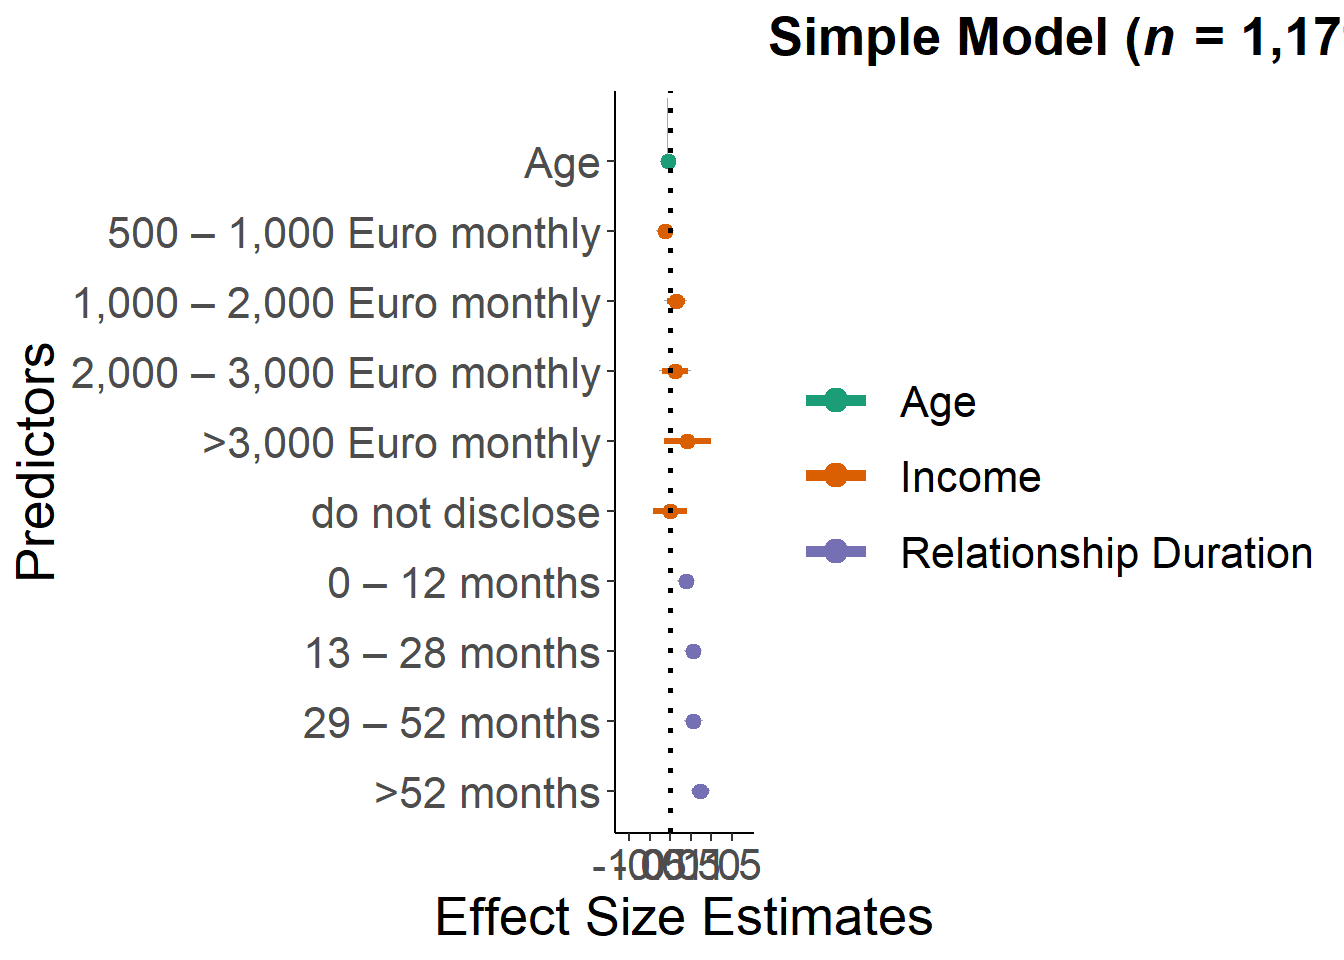 Simple Model (n = 1,17
Age
500 – 1,000 Euro monthly
1,000 – 2,000 Euro monthly
2,000 – 3,000 Euro monthly
>3,000 Euro monthly
do not disclose
0 – 12 months
13 – 28 months
29 – 52 months
>52 months
Predictors
Effect Size Estimates
Age
Income
Relationship Duration